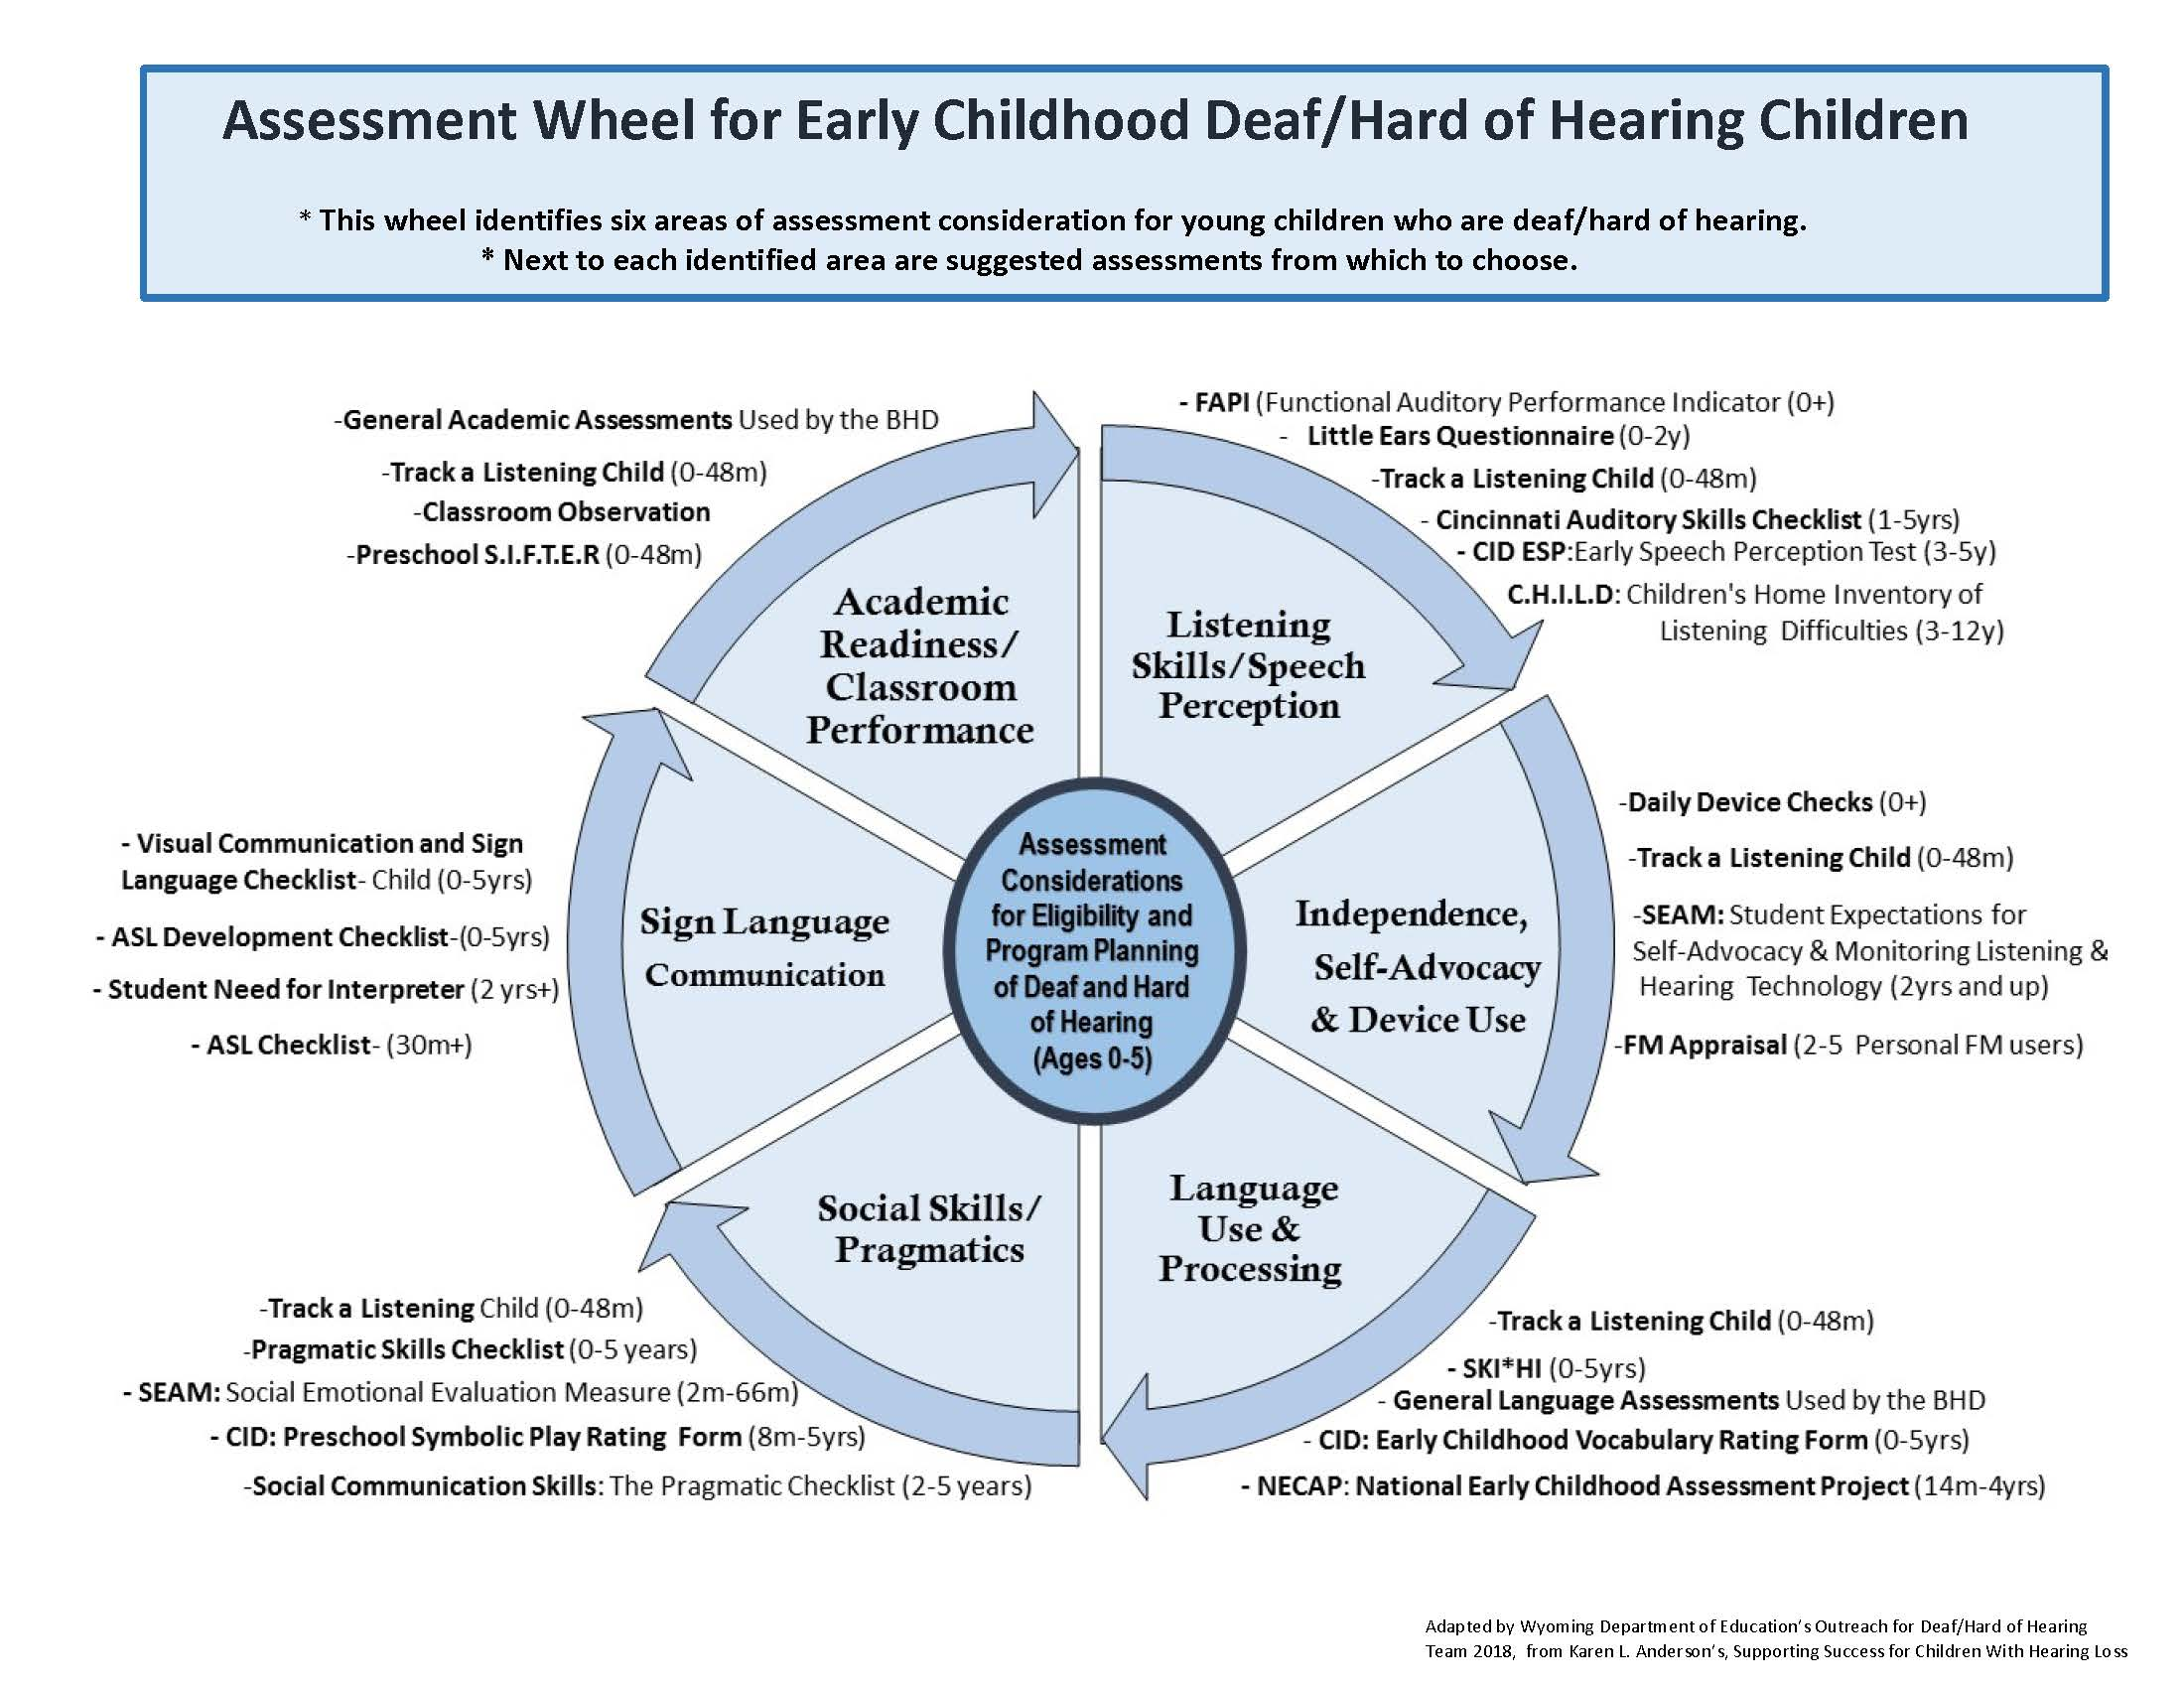 Assessment Wheel for Early Childhood Deaf/Hard of Hearing Children
* This wheel identifies six areas of assessment consideration for young children who are deaf/hard of hearing.
* Next to each identified area are suggested assessments from which to choose.
-General Academic Assessments Used by the BHD
-Track a Listening Child (0-48m)
-Classroom Observation
-Preschool S.I.F.T.E.R (0-48m)
- FAPI (Functional Auditory Performance Indicator (0+)
- Little Ears Questionnaire (0-2y)
-Track a Listening Child (0-48m)
- Cincinnati Auditory Skills Checklist (1-5yrs)
- CID ESP:Early Speech Perception Test (3-5y)
C.H.I.L.D: Children's Home Inventory of
Listening Difficulties (3-12y)
Academic
Readiness/
Classroom
Performance
Listening
Skills/Speech
Perception
- Visual Communication and Sign
Language Checklist- Child (0-5yrs)
- ASL Development Checklist-(0-5yrs)
- Student Need for Interpreter (2 yrs+)
- ASL Checklist- (30m+)
Sign Language
Communication
Assessment
Considerations
for Eligibility and
Program Planning
of Deaf and Hard
of Hearing
(Ages 0-5)
Independence,
Self-Advocacy
& Device Use
-Daily Device Checks (0+)
-Track a Listening Child (0-48m)
-SEAM: Student Expectations for
Self-Advocacy & Monitoring Listening &
Hearing Technology (2yrs and up)
-FM Appraisal (2-5 Personal FM users)
Social Skills/
Pragmatics
Language
Use &
Processing
-Track a Listening Child (0-48m)
-Pragmatic Skills Checklist (0-5 years)
- SEAM: Social Emotional Evaluation Measure (2m-66m)
- CID: Preschool Symbolic Play Rating Form (8m-5yrs)
-Social Communication Skills: The Pragmatic Checklist (2-5 years)
-Track a Listening Child (0-48m)
- SKI*HI (0-5yrs)
- General Language Assessments Used by the BHD
- CID: Early Childhood Vocabulary Rating Form (0-5yrs)
- NECAP: National Early Childhood Assessment Project (14m-4yrs)
Adapted by Wyoming Department of Education's Outreach for Deaf/Hard of Hearing
Team 2018, from Karen L. Anderson's, Supporting Success for Children With Hearing Loss